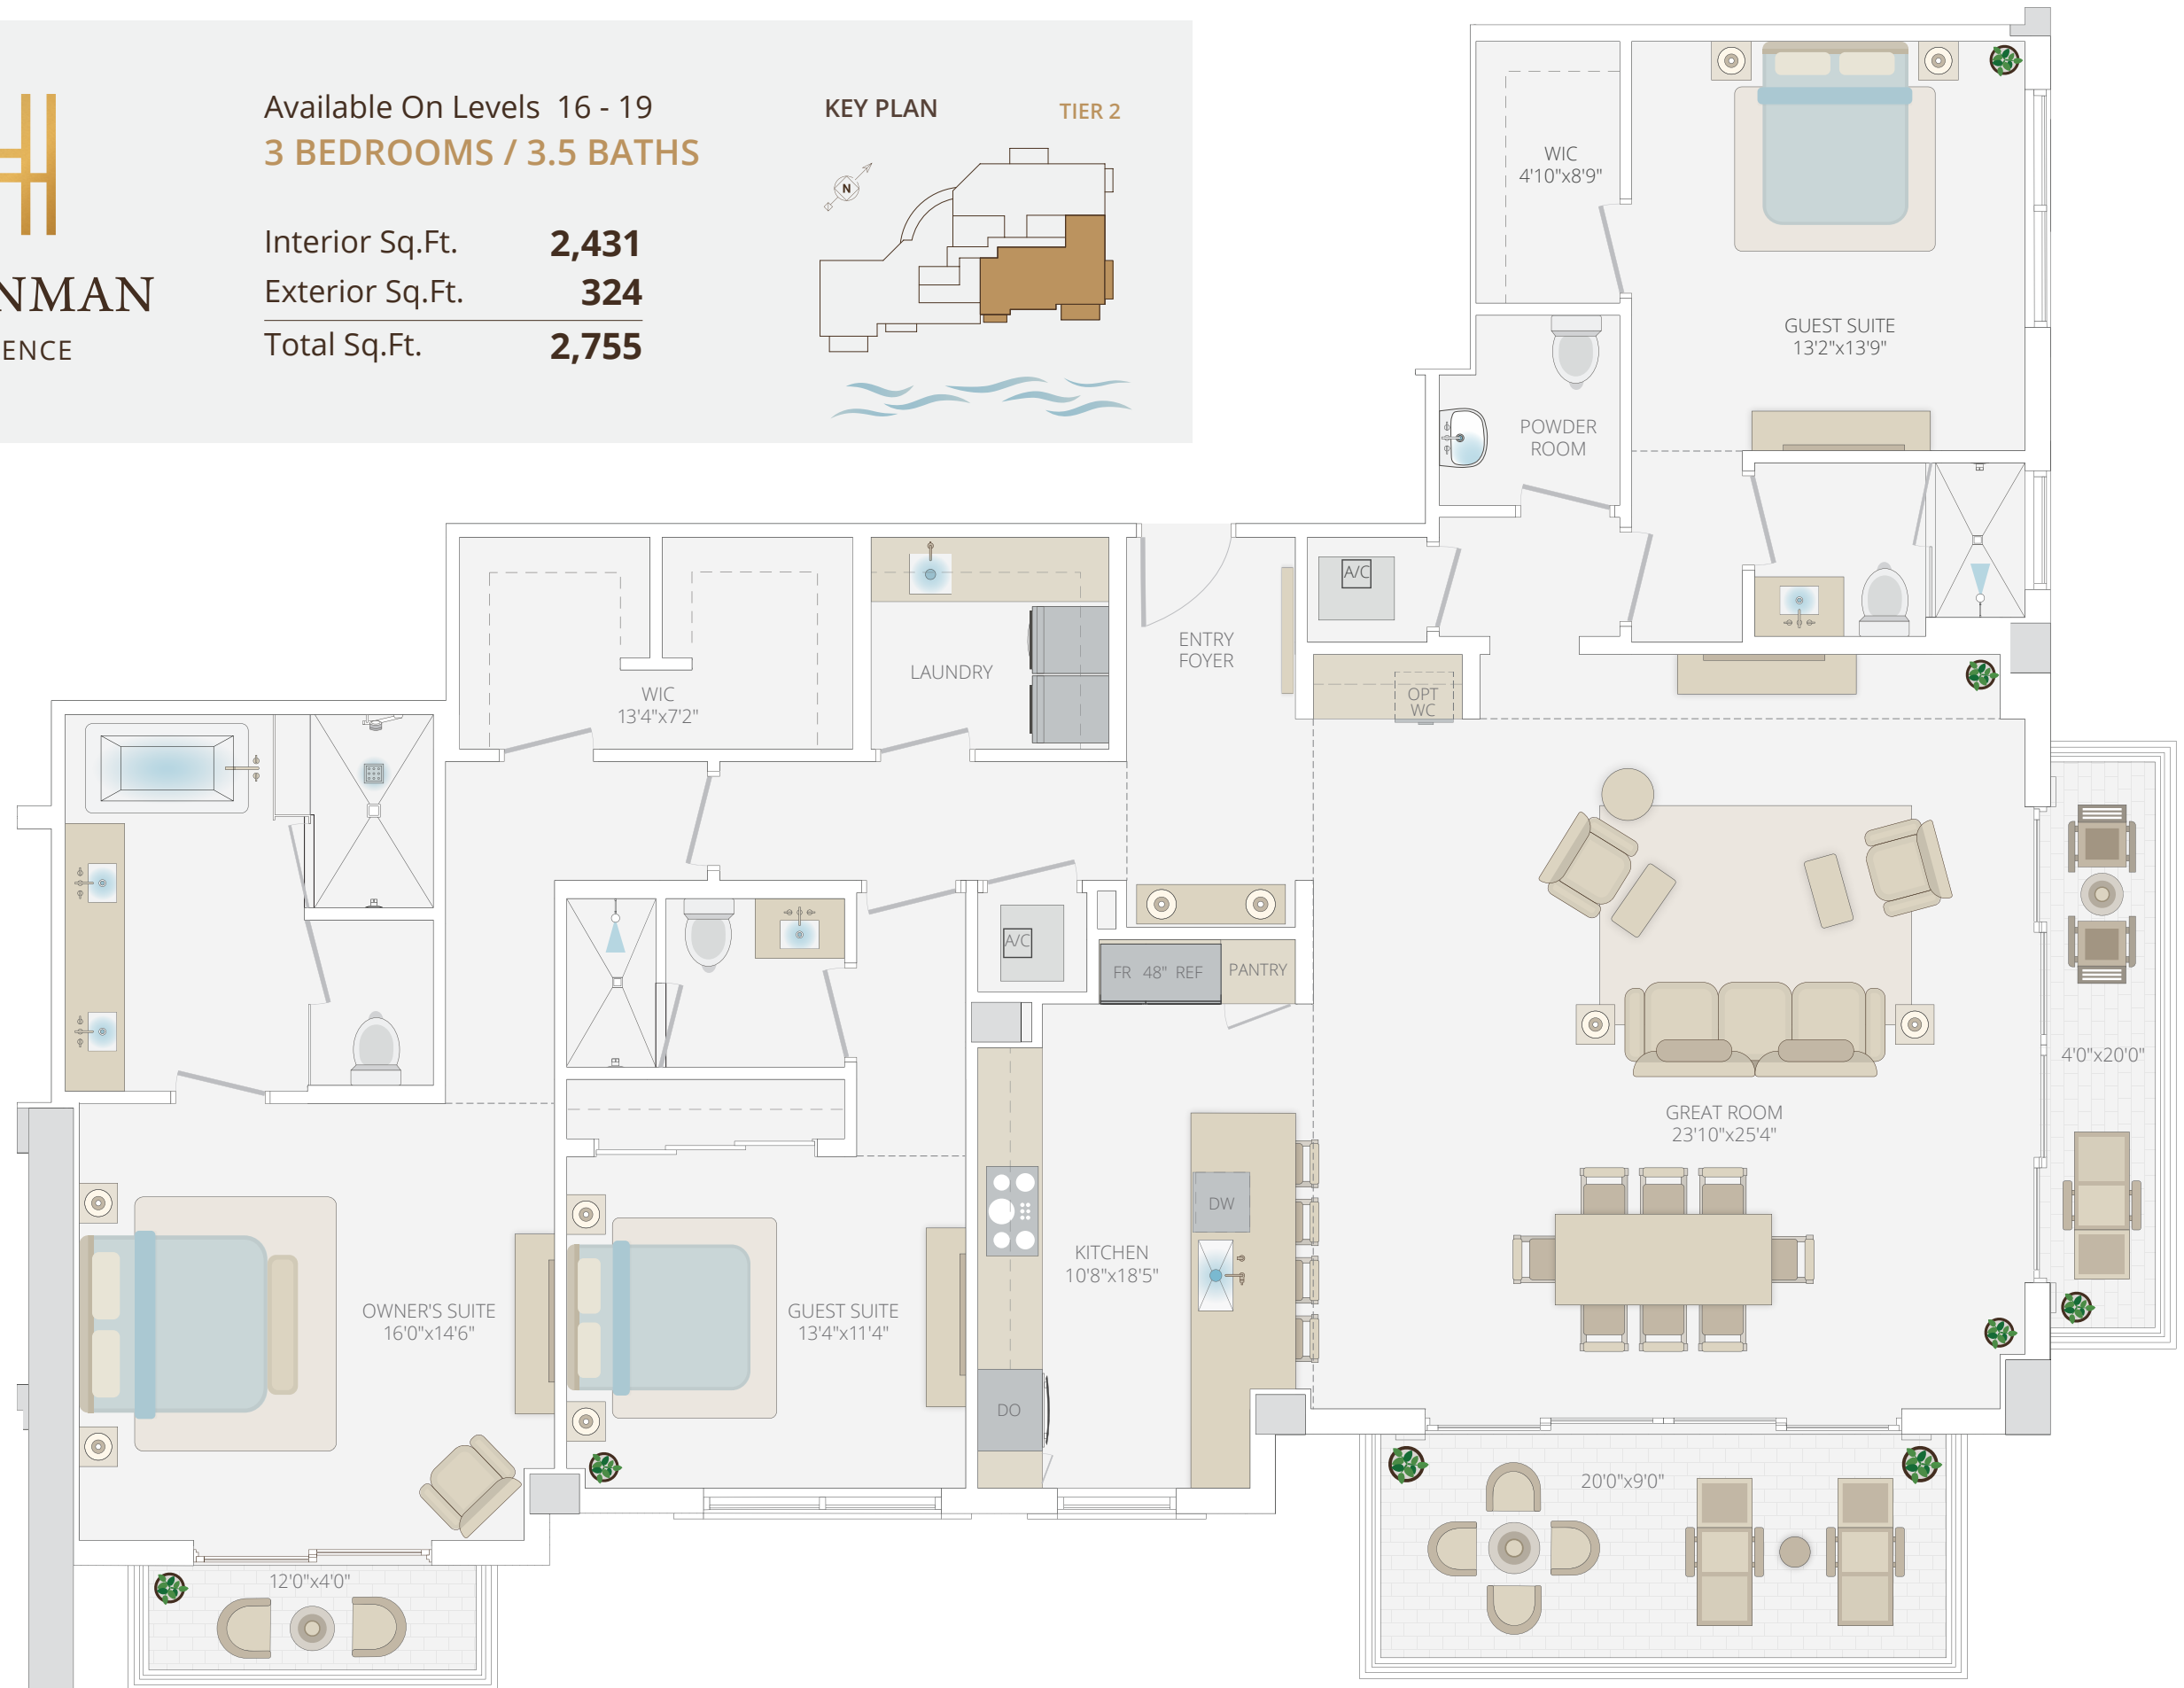 NMAN
ENCE
Available On Levels 16 - 19
3 BEDROOMS / 3.5 BATHS
Interior Sq.Ft. 2,431
Exterior Sq.Ft. 324
Total Sq.Ft. 2,755
KEY PLAN
TIER 2
N
WIC
4'10"x8'9"
GUEST SUITE
13'2"x13'9"
POWDER
ROOM
A/C
ENTRY
FOYER
LAUNDRY
WIC
13'4"x7'2"
OPT
WC
A/C
FR 48" REF
PANTRY
4'0"x20'0"
GREAT ROOM
23'10"x25'4"
DW
KITCHEN
10'8"x18'5"
OWNER'S SUITE
16'0"x14'6"
GUEST SUITE
13'4"x11'4"
DO
20'0"x9'0"
12'0"x4'0"